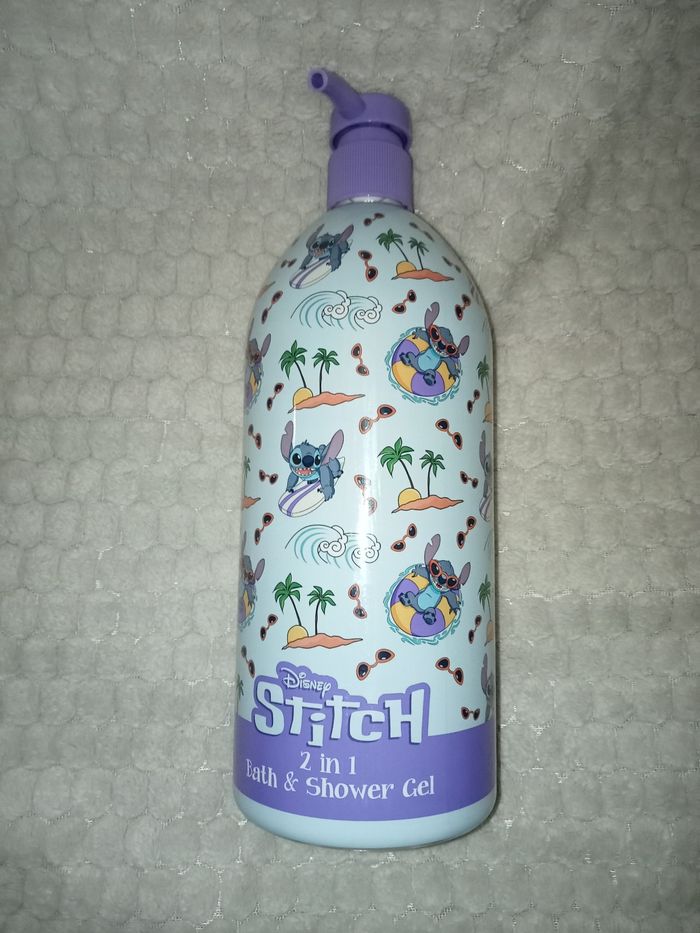 Disney
Stitch
2 in 1
Bath & Shower Gel